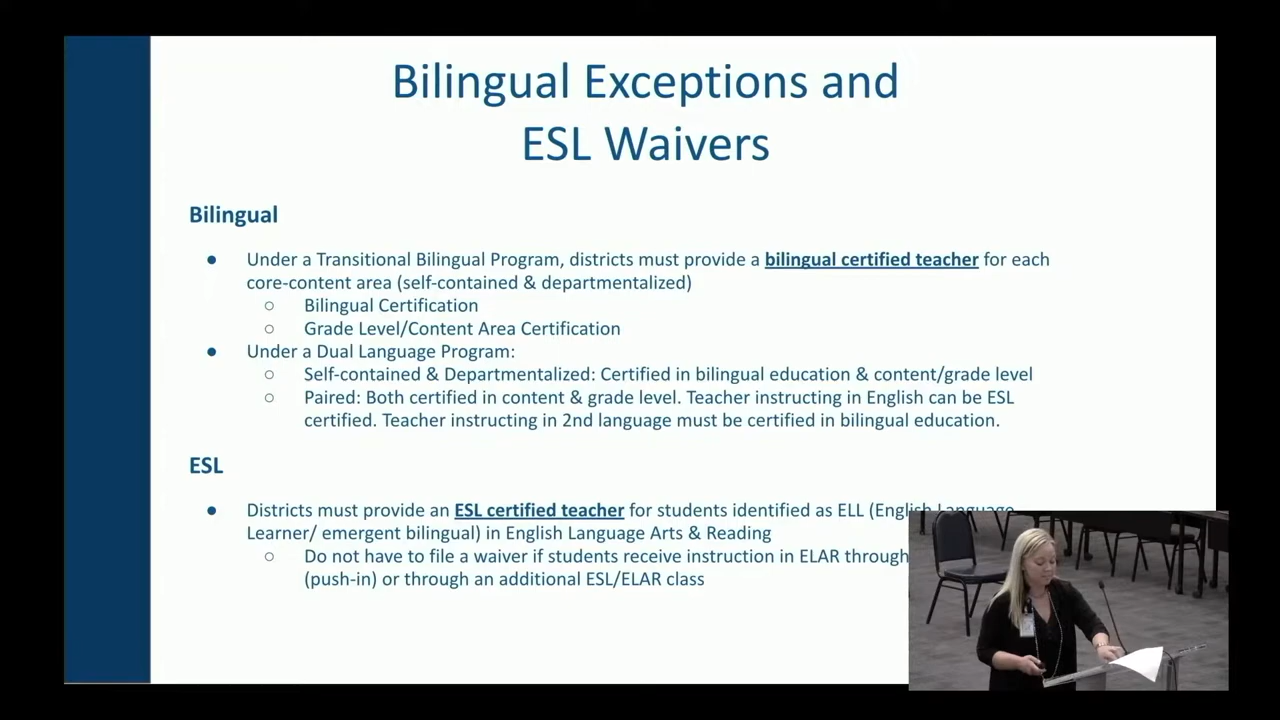 Bilingual Exceptions and
ESL Waivers
Bilingual
● Under a Transitional Bilingual Program, districts must provide a bilingual certified teacher for each
core-content area (self-contained & departmentalized)
○ Bilingual Certification
○ Grade Level/Content Area Certification
● Under a Dual Language Program:
○ Self-contained & Departmentalized: Certified in bilingual education & content/grade level
○ Paired: Both certified in content & grade level. Teacher instructing in English can be ESL
certified. Teacher instructing in 2nd language must be certified in bilingual education.
ESL
● Districts must provide an ESL certified teacher for students identified as ELL (English Language
Learner/ emergent bilingual) in English Language Arts & Reading
○ Do not have to file a waiver if students receive instruction in ELAR through
(push-in) or through an additional ESL/ELAR class